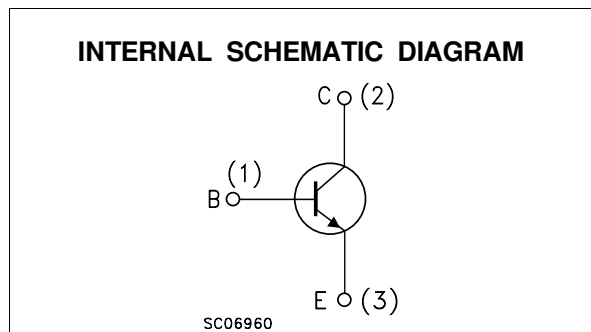 INTERNAL SCHEMATIC DIAGRAM
C (2)
(1)
B
E (3)
SC06960